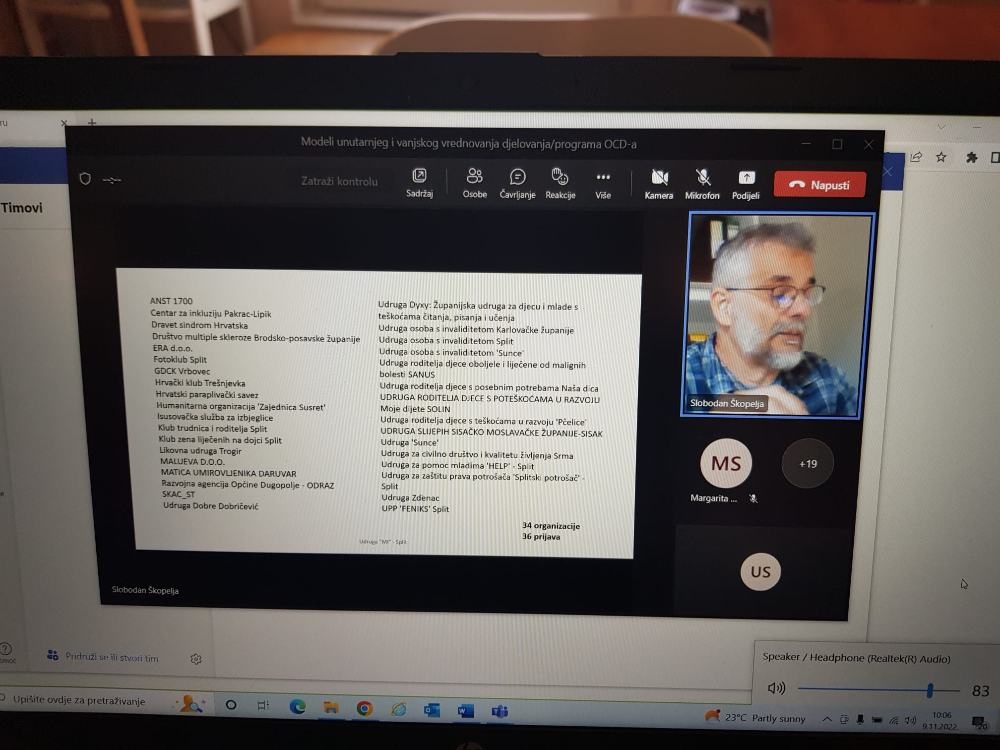 ru
Modeli unutarnjeg i vanjskog vrednovanja djelovanja/programa OCD-a
Zatraži kontrolu
Sadržaj
Osobe
Čavrljanje
Reakcije
Više
Kamera
Mikrofon
Podijeli
Napusti
Timovi
ANST 1700
Centar za inkluziju Pakrac-Lipik
Dravet sindrom Hrvatska
Društvo multiple skleroze Brodsko-posavske županije
ERA d.o.o.
Fotoklub Split
GDCK Vrbovec
Hrvački klub Trešnjevka
Hrvatski paraplivački savez
Humanitarna organizacija 'Zajednica Susret'
Isusovačka služba za izbjeglice
Klub trudnica i roditelja Split
Klub zena liječenih na dojci Split
Likovna udruga Trogir
MALUEVA D.O.O.
MATICA UMIROVLJENIKA DARUVAR
Razvojna agencija Općine Dugopolje - ODRAZ
SKAC_ST
Udruga Dobre Dobričević
Udruga Dyxy: Županijska udruga za djecu i mlade s
teškoćama čitanja, pisanja i učenja
Udruga osoba s invaliditetom Karlovačke županije
Udruga osoba s invaliditetom Split
Udruga osoba s invaliditetom 'Sunce'
Udruga roditelja djece oboljele i liječene od malignih
bolesti SANUS
Udruga roditelja djece s posebnim potrebama Naša dica
UDRUGA RODITELJA DJECE S POTEŠKOĆAMA U RAZVOJU
Moje dijete SOLIN
Udruga roditelja djece s teškoćama u razvoju 'Pčelice'
UDRUGA SLIJEPIH SISAČKO MOSLAVAČKE ŽUPANIJE-SISAK
Udruga 'Sunce'
Udruga za civilno društvo i kvalitetu življenja Srma
Udruga za pomoc mladima 'HELP' - Split
Udruga za zaštitu prava potrošača 'Splitski potrošač' -
Split
Udruga Zdenac
UPP 'FENIKS' Split
34 organizacije
36 prijava
Udruga "MI" - Split
Slobodan Škopelja
MS
+19
Margarita ...
US
Slobodan Škopelja
Pridruži se ili stvori tim
Speaker / Headphone (Realtek(R) Audio)
83
Upišite ovdje za pretraživanje
23°C Partly sunny
10:06
9.11.2022.
20